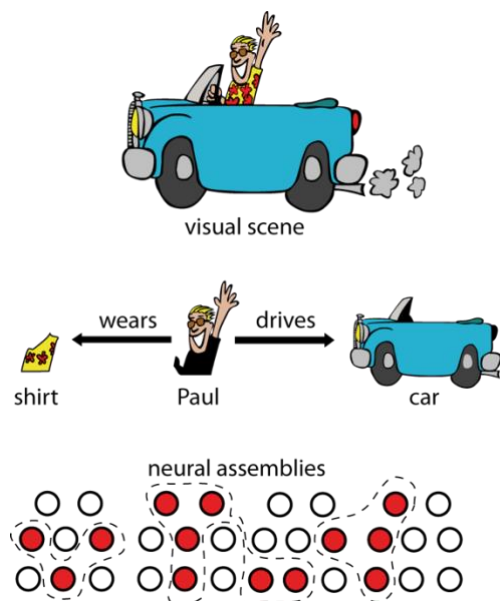 visual scene
wears drives
shirt Paul car
neural assemblies